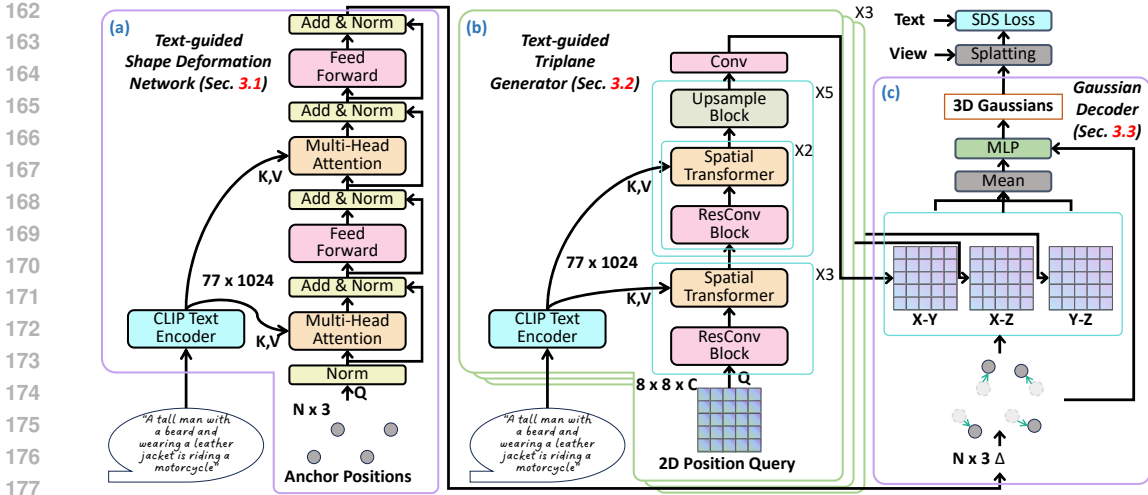 162
163
164
165
166
167
168
169
170
171
172
173
174
175
176
177
(a)
Text-guided
Shape Deformation
Network (Sec. 3.1)
Add & Norm
Feed
Forward
Add & Norm
Multi-Head
Attention
K,V
Add & Norm
Feed
Forward
Add & Norm
77 x 1024
Multi-Head
Attention
K,V
CLIP Text
Encoder
Norm
Q
N x 3
"A tall man with
a beard and
wearing a leather
jacket is riding a
motorcycle"
Anchor Positions
(b)
Text-guided
Triplane
Generator (Sec. 3.2)
X3
Conv
X5
Upsample
Block
X2
Spatial
Transformer
K,V
ResConv
Block
77 x 1024
X3
Spatial
Transformer
K,V
CLIP Text
Encoder
ResConv
Block
8 x 8 x C
Q
"A tall man with
a beard and
wearing a leather
jacket is riding a
motorcycle"
2D Position Query
Text
SDS Loss
View
Splatting
(c)
Gaussian
Decoder
(Sec. 3.3)
3D Gaussians
MLP
Mean
X-Y
X-Z
Y-Z
N x 3 Δ